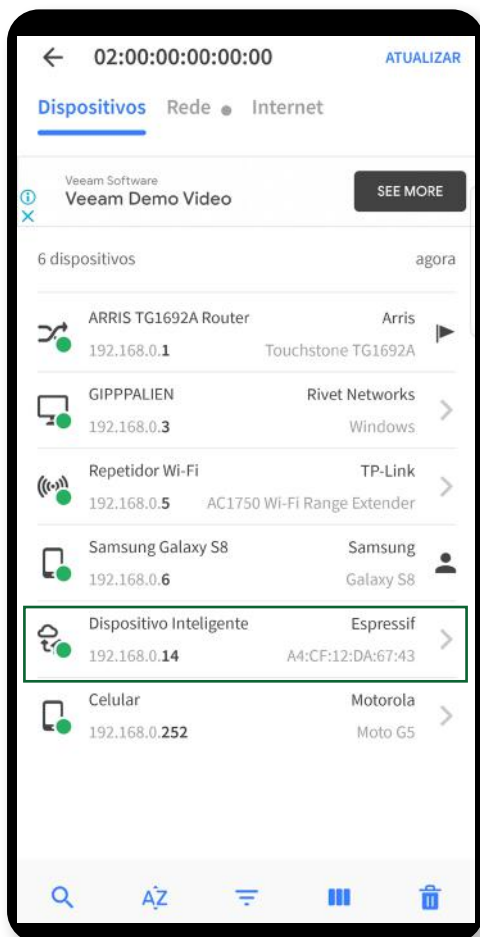 02:00:00:00:00:00 ATUALIZAR
Dispositivos Rede Internet
Veeam Software
Veeam Demo Video
SEE MORE
6 dispositivos agora
ARRIS TG1692A Router Arris
192.168.0.1 Touchstone TG1692A
GIPPPALIEN Rivet Networks
192.168.0.3 Windows
Repetidor Wi-Fi TP-Link
192.168.0.5 AC1750 Wi-Fi Range Extender
Samsung Galaxy S8 Samsung
192.168.0.6 Galaxy S8
Dispositivo Inteligente Espressif
192.168.0.14 A4:CF:12:DA:67:43
Celular Motorola
192.168.0.252 Moto G5
AZ